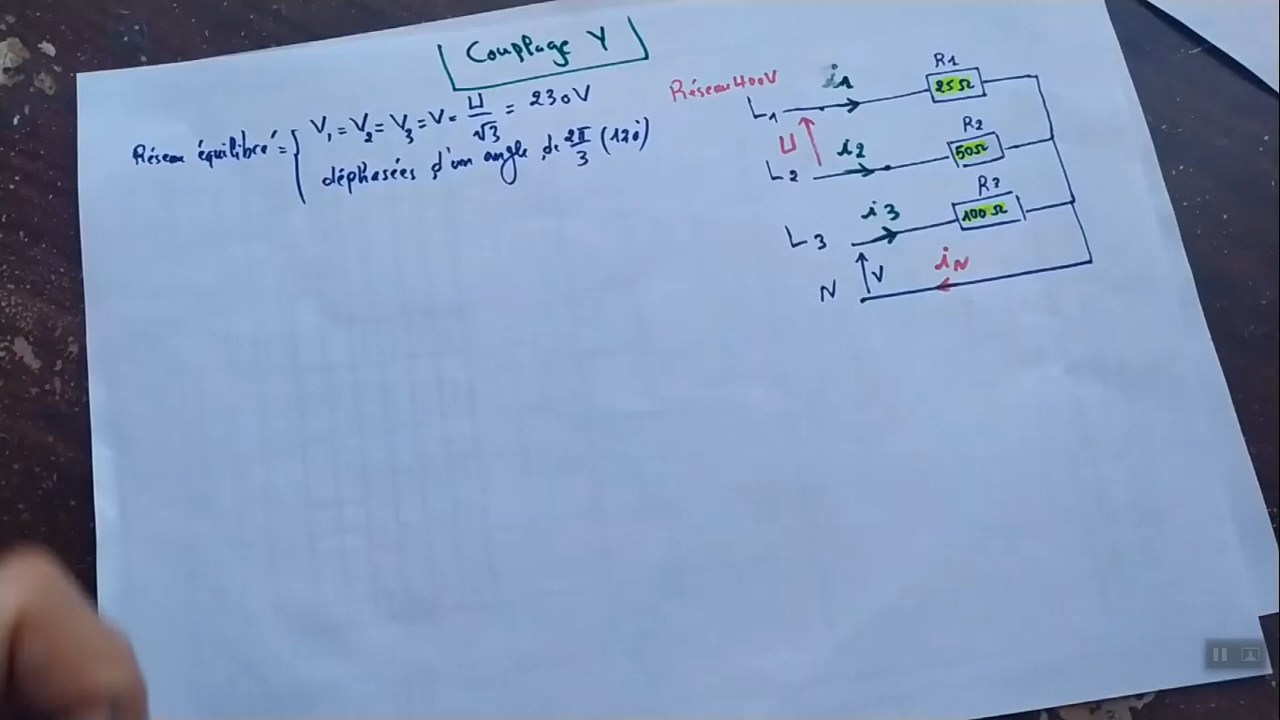 Couplage Y
Réseau équilibré = { V₁ = V₂ = V₃ = V = U/√3 = 230V
déphasées d'un angle de 2π/3 (120°)
Réseau 400V
L₁ i1 R1 25Ω
U
L₂ i2 R2 50Ω
L₃ i3 R3 100Ω
V
N iN